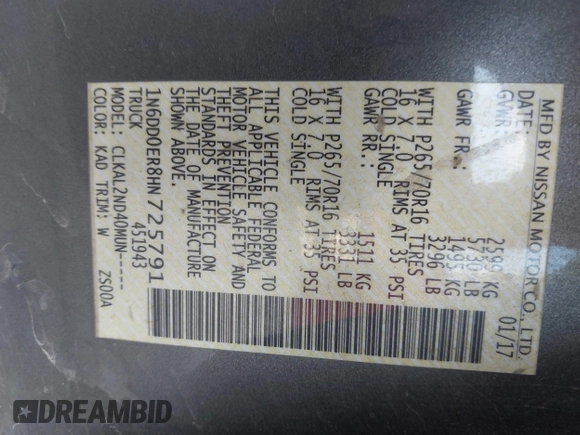 MFD BY NISSAN MOTOR CO., LTD.
DATE: 01/17
GVWR: 2599 KG
5730 LB
GAWR FR: 1495 KG
3296 LB
WITH P265/70R16 TIRES
16 X 7.0 RIMS AT 35 PSI
COLD SINGLE
GAWR RR: 1511 KG
3331 LB
WITH P265/70R16 TIRES
16 X 7.0 RIMS AT 35 PSI
COLD SINGLE
THIS VEHICLE CONFORMS TO
ALL APPLICABLE FEDERAL
MOTOR VEHICLE SAFETY AND
THEFT PREVENTION
STANDARDS IN EFFECT ON
THE DATE OF MANUFACTURE
SHOWN ABOVE.
1N6DD0ER8HN725791
TRUCK 451943
MODEL: CLKAL2ND40MUN-----
COLOR: KAD TRIM: W ZS00A
DREAMBID